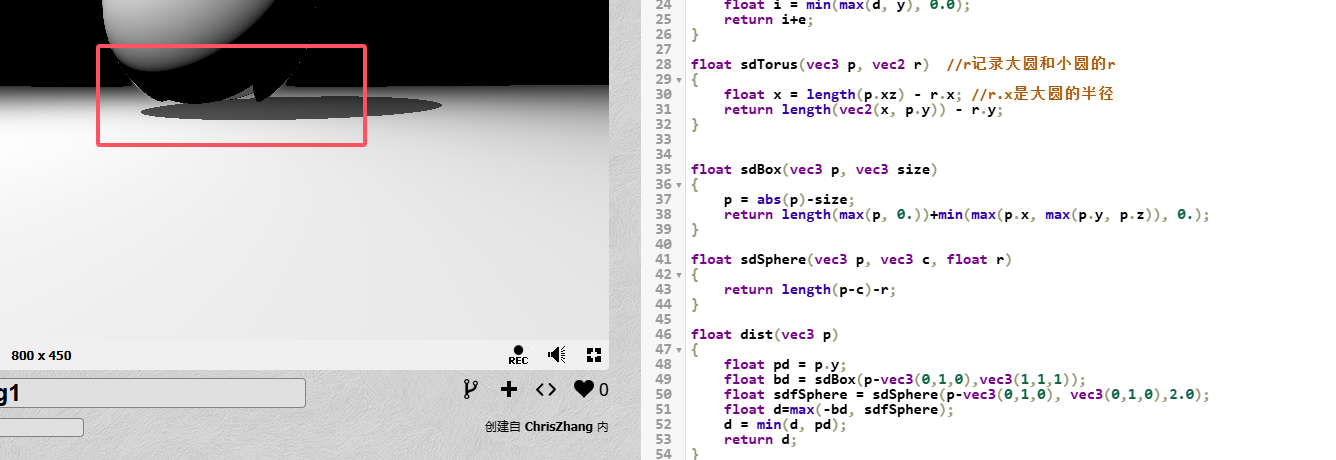 800 x 450
REC
g1
0
创建自 ChrisZhang 内
24 float i = min(max(d, y), 0.0);
25 return i+e;
26 }
27
28 float sdTorus(vec3 p, vec2 r) //r记录大圆和小圆的r
29 {
30 float x = length(p.xz) - r.x; //r.x是大圆的半径
31 return length(vec2(x, p.y)) - r.y;
32 }
33
34
35 float sdBox(vec3 p, vec3 size)
36 {
37 p = abs(p)-size;
38 return length(max(p, 0.))+min(max(p.x, max(p.y, p.z)), 0.);
39 }
40
41 float sdSphere(vec3 p, vec3 c, float r)
42 {
43 return length(p-c)-r;
44 }
45
46 float dist(vec3 p)
47 {
48 float pd = p.y;
49 float bd = sdBox(p-vec3(0,1,0),vec3(1,1,1));
50 float sdfSphere = sdSphere(p-vec3(0,1,0), vec3(0,1,0),2.0);
51 float d=max(-bd, sdfSphere);
52 d = min(d, pd);
53 return d;
54 }